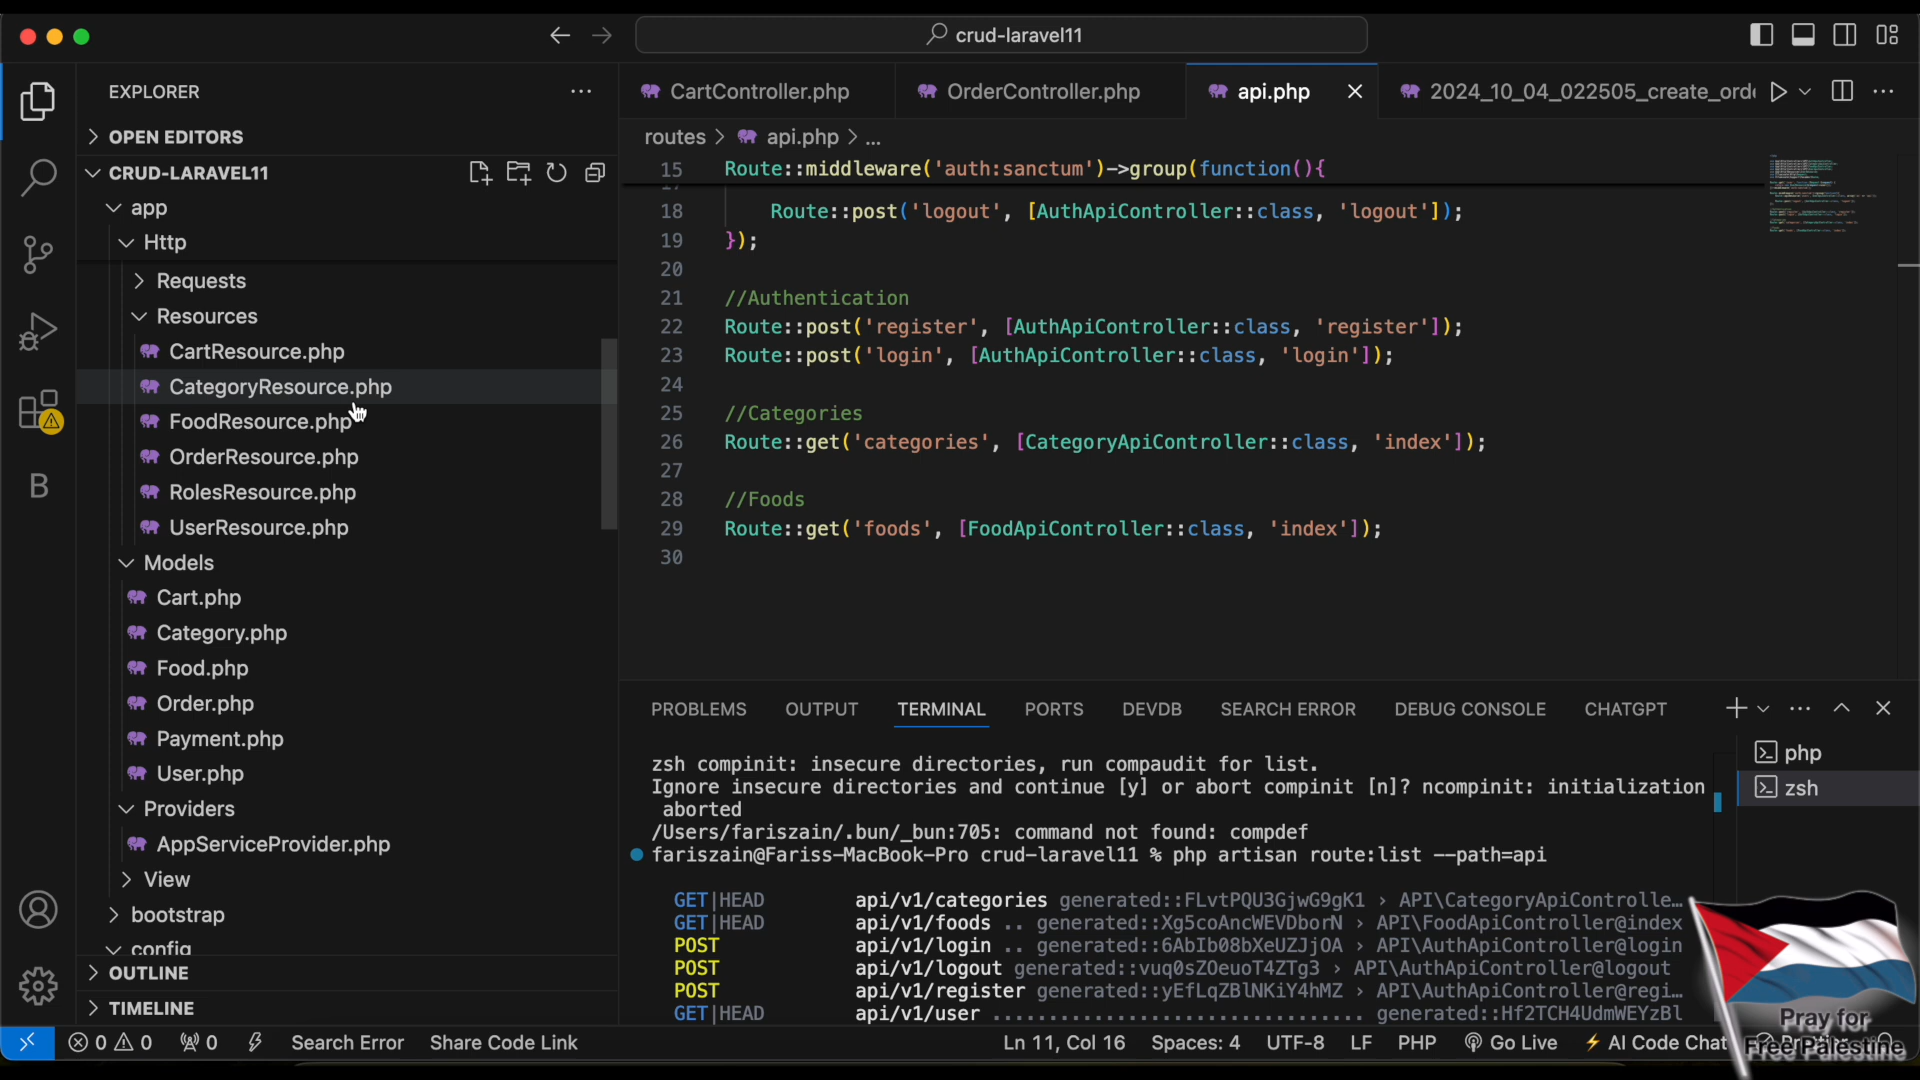 crud-laravel11
EXPLORER
OPEN EDITORS
CRUD-LARAVEL11
app
Http
Requests
Resources
CartResource.php
CategoryResource.php
FoodResource.php
OrderResource.php
RolesResource.php
UserResource.php
Models
Cart.php
Category.php
Food.php
Order.php
Payment.php
User.php
Providers
AppServiceProvider.php
View
bootstrap
config
OUTLINE
TIMELINE
B
CartController.php
OrderController.php
api.php
2024_10_04_022505_create_orde
routes > api.php > ...
15 Route::middleware('auth:sanctum')->group(function(){
18 Route::post('logout', [AuthApiController::class, 'logout']);
19 });
20
21 //Authentication
22 Route::post('register', [AuthApiController::class, 'register']);
23 Route::post('login', [AuthApiController::class, 'login']);
24
25 //Categories
26 Route::get('categories', [CategoryApiController::class, 'index']);
27
28 //Foods
29 Route::get('foods', [FoodApiController::class, 'index']);
30
PROBLEMS OUTPUT TERMINAL PORTS DEVDB SEARCH ERROR DEBUG CONSOLE CHATGPT
php
zsh
zsh compinit: insecure directories, run compaudit for list.
Ignore insecure directories and continue [y] or abort compinit [n]? ncompinit: initialization
aborted
/Users/fariszain/.bun/_bun:705: command not found: compdef
fariszain@Fariss-MacBook-Pro crud-laravel11 % php artisan route:list --path=api
GET|HEAD api/v1/categories generated::FLvtPQU3GjwG9gK1 › API\CategoryApiControlle…
GET|HEAD api/v1/foods .. generated::Xg5coAncWEVDborN › API\FoodApiController@index
POST api/v1/login .. generated::6AbIb08bXeUZJjOA › API\AuthApiController@login
POST api/v1/logout generated::vuq0sZOeuoT4ZTg3 › API\AuthApiController@logout
POST api/v1/register generated::yEfLqZBlNKiY4hMZ › API\AuthApiController@regi…
GET|HEAD api/v1/user ................................. generated::Hf2TCH4UdmWEYzBl
0 0 0 Search Error Share Code Link
Ln 11, Col 16 Spaces: 4 UTF-8 LF PHP Go Live AI Code Chat
Pray for
Free Palestine